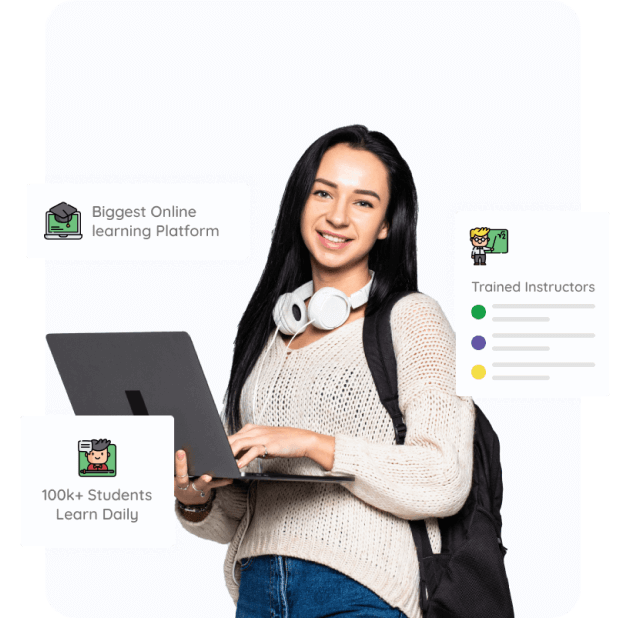 Biggest Online
learning Platform
Trained Instructors
100k+ Students
Learn Daily